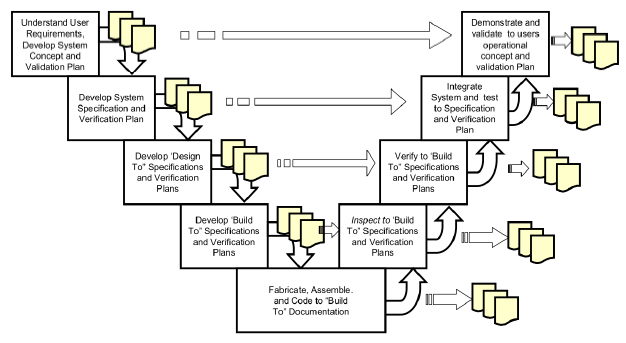 Understand User
Requirements,
Develop System
Concept and
Validation Plan
Demonstrate and
validate to users
operational
concept and
validation Plan
Develop System
Specification and
Verification Plan
Integrate
System and test
to Specification
and Verification
Plan
Develop 'Design
To" Specifications
and Verification
Plans
Verify to 'Build
To" Specifications
and Verification
Plans
Develop 'Build
To" Specifications
and Verification
Plans
Inspect to 'Build
To" Specifications
and Verification
Plans
Fabricate, Assemble.
and Code to "Build
To" Documentation